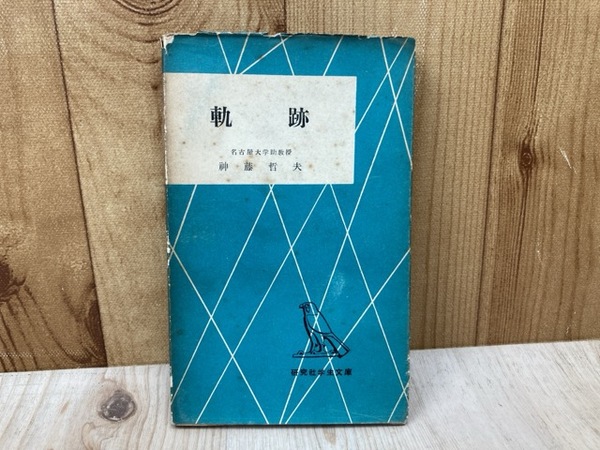 軌跡
名古屋大学助教授
神藤哲夫
研究社学生文庫